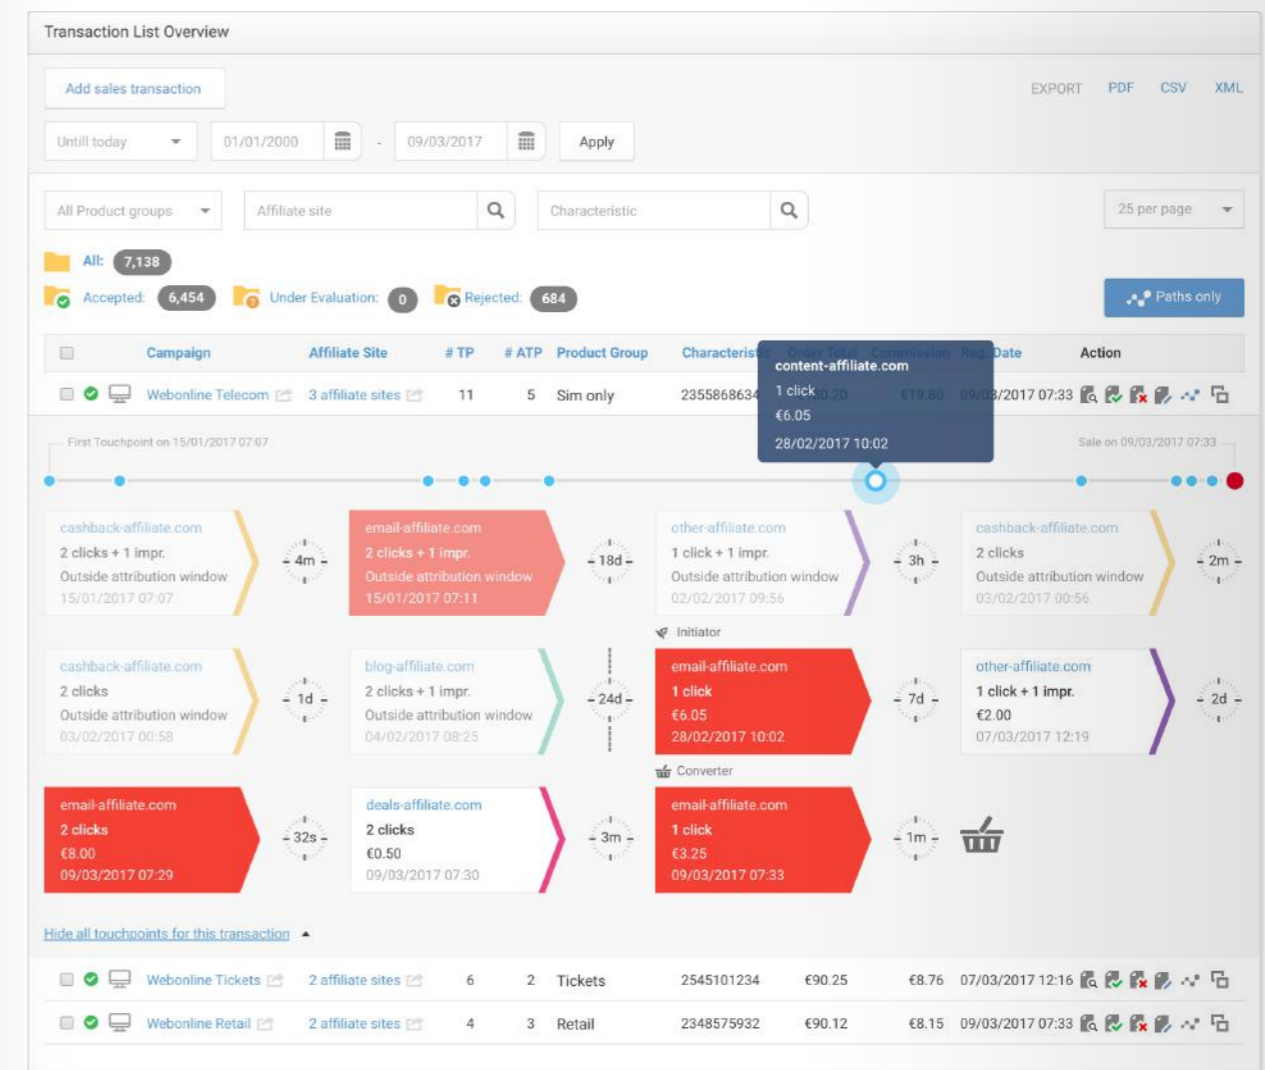 Transaction List Overview
Add sales transaction
EXPORT PDF CSV XML
Untill today 01/01/2000 - 09/03/2017 Apply
All Product groups Affiliate site Characteristic 25 per page
All: 7,138
Accepted: 6,454 Under Evaluation: 0 Rejected: 684 Paths only
Campaign Affiliate Site # TP # ATP Product Group Characteristic Order Total Commission Reg. Date Action
content-affiliate.com
1 click
€6.05
28/02/2017 10:02
Webonline Telecom 3 affiliate sites 11 5 Sim only 2355868634 €19.80 09/03/2017 07:33
First Touchpoint on 15/01/2017 07:07 Sale on 09/03/2017 07:33
cashback-affiliate.com
2 clicks + 1 impr.
Outside attribution window
15/01/2017 07:07
4m
email-affiliate.com
2 clicks + 1 impr.
Outside attribution window
15/01/2017 07:11
18d
other-affiliate.com
1 click + 1 impr.
Outside attribution window
02/02/2017 09:56
3h
cashback-affiliate.com
2 clicks
Outside attribution window
03/02/2017 00:56
2m
cashback-affiliate.com
2 clicks
Outside attribution window
03/02/2017 00:58
1d
blog-affiliate.com
2 clicks + 1 impr.
Outside attribution window
04/02/2017 08:25
24d
Initiator
email-affiliate.com
1 click
€6.05
28/02/2017 10:02
7d
other-affiliate.com
1 click + 1 impr.
€2.00
07/03/2017 12:19
2d
email-affiliate.com
2 clicks
€8.00
09/03/2017 07:29
32s
deals-affiliate.com
2 clicks
€0.50
09/03/2017 07:30
3m
Converter
email-affiliate.com
1 click
€3.25
09/03/2017 07:33
1m
Hide all touchpoints for this transaction
Webonline Tickets 2 affiliate sites 6 2 Tickets 2545101234 €90.25 €8.76 07/03/2017 12:16
Webonline Retail 2 affiliate sites 4 3 Retail 2348575932 €90.12 €8.15 09/03/2017 07:33